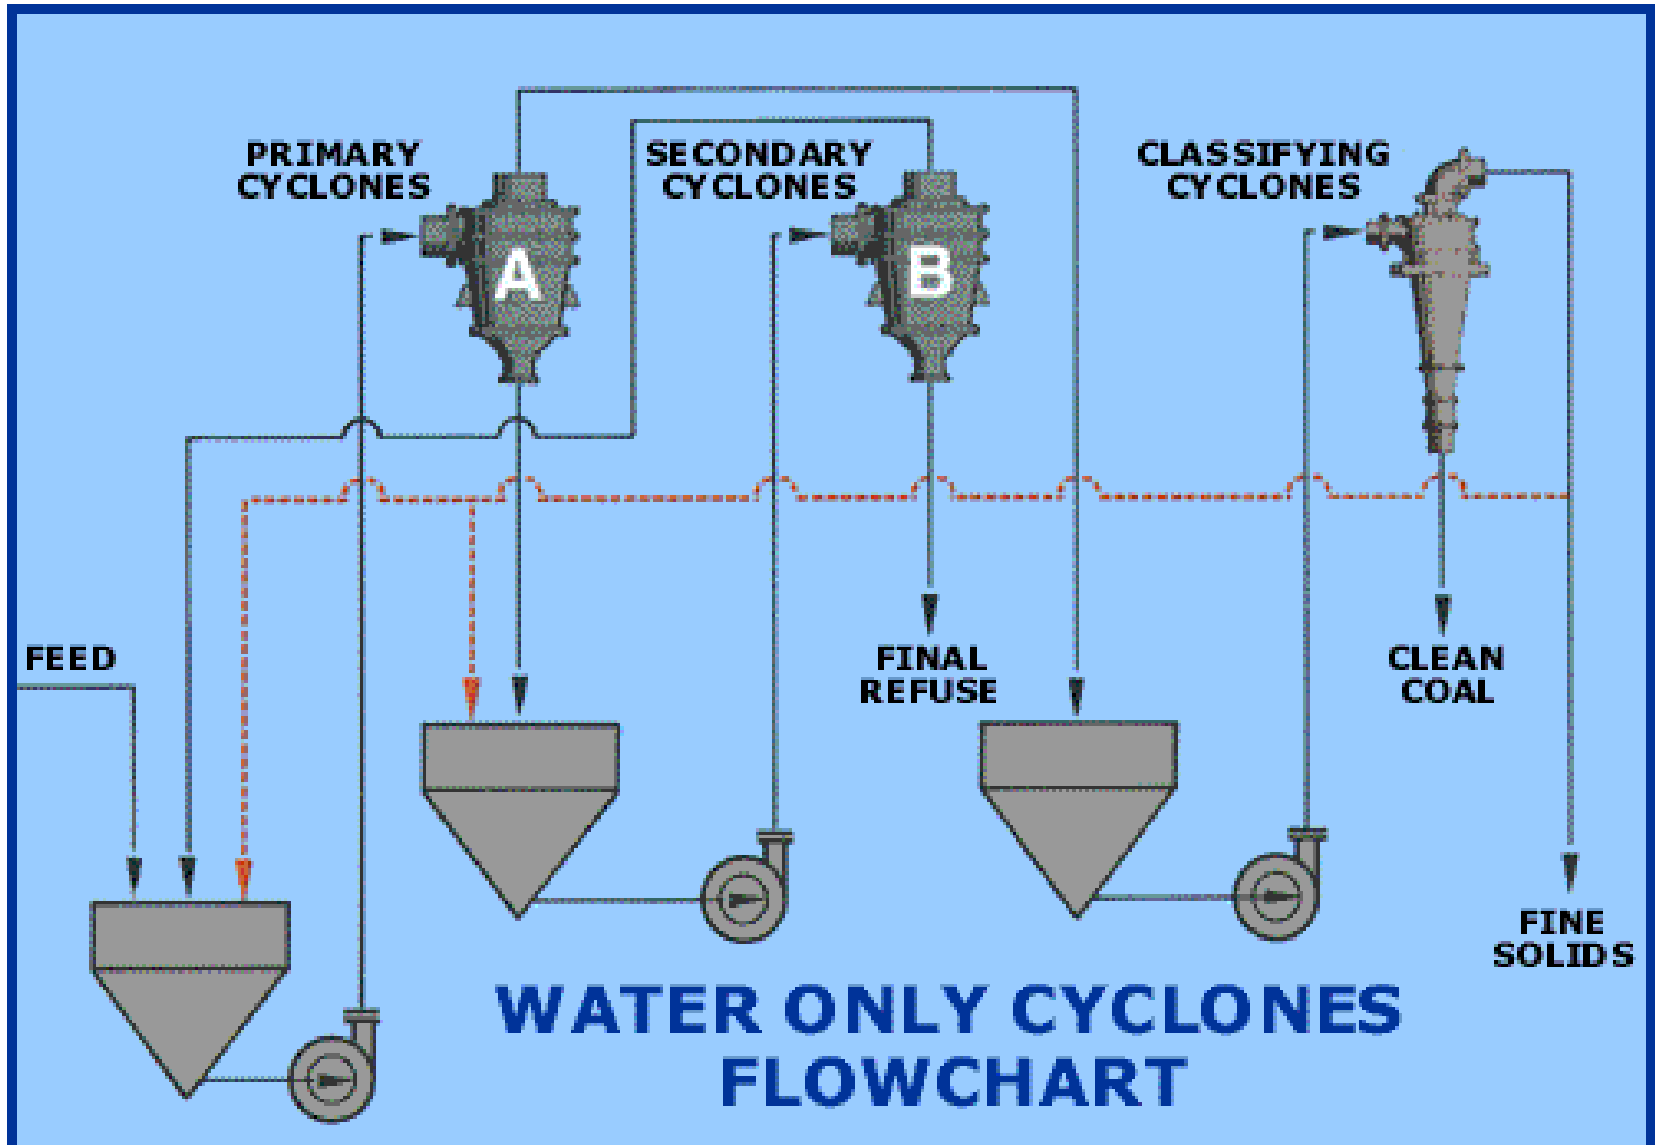 PRIMARY
CYCLONES
SECONDARY
CYCLONES
CLASSIFYING
CYCLONES
A
B
FEED
FINAL
REFUSE
CLEAN
COAL
FINE
SOLIDS
WATER ONLY CYCLONES
FLOWCHART